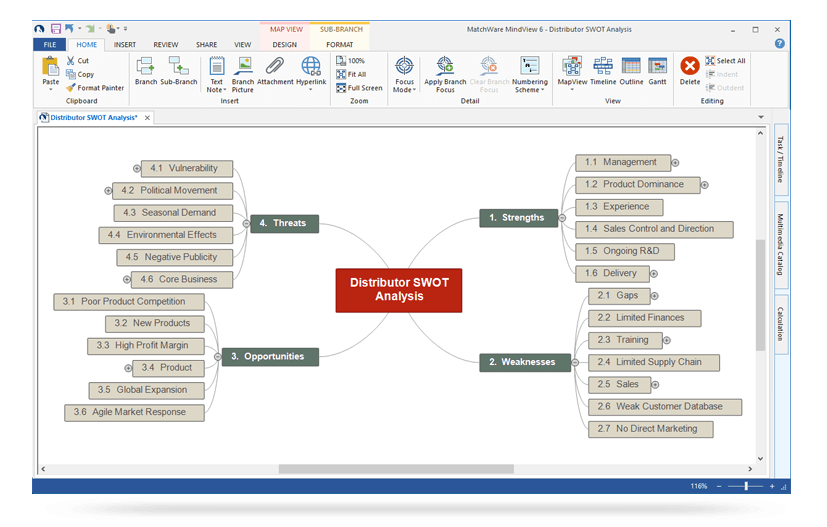 MAP VIEW
SUB-BRANCH
MatchWare MindView 6 - Distributor SWOT Analysis
FILE
HOME
INSERT
REVIEW
SHARE
VIEW
DESIGN
FORMAT
Paste
Cut
Copy
Format Painter
Clipboard
Branch
Sub-Branch
Text Note
Branch Picture
Attachment
Hyperlink
Insert
100%
Fit All
Full Screen
Zoom
Focus Mode
Apply Branch Focus
Clear Branch Focus
Numbering Scheme
Detail
MapView
Timeline
Outline
Gantt
View
Delete
Select All
Indent
Outdent
Editing
Distributor SWOT Analysis*
Distributor SWOT
Analysis
1. Strengths
1.1 Management
1.2 Product Dominance
1.3 Experience
1.4 Sales Control and Direction
1.5 Ongoing R&D
1.6 Delivery
2. Weaknesses
2.1 Gaps
2.2 Limited Finances
2.3 Training
2.4 Limited Supply Chain
2.5 Sales
2.6 Weak Customer Database
2.7 No Direct Marketing
3. Opportunities
3.1 Poor Product Competition
3.2 New Products
3.3 High Profit Margin
3.4 Product
3.5 Global Expansion
3.6 Agile Market Response
4. Threats
4.1 Vulnerability
4.2 Political Movement
4.3 Seasonal Demand
4.4 Environmental Effects
4.5 Negative Publicity
4.6 Core Business
Task / Timeline
Multimedia Catalog
Calculation
116%